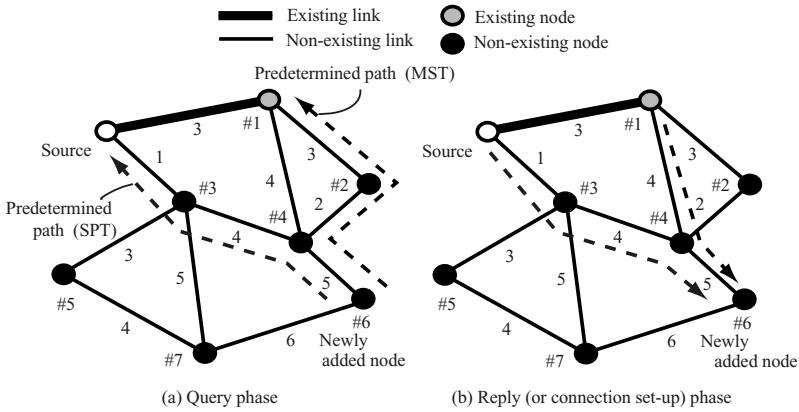 Existing link
Existing node
Non-existing link
Non-existing node
Predetermined path (MST)
#1
3
Source
1
3
#3
4
#2
Predetermined
path (SPT)
#4
2
4
3
5
5
#5
#6
4
6
Newly
added node
#7
(a) Query phase
#1
3
Source
1
3
#3
4
#2
#4
2
4
3
5
5
#5
#6
4
6
Newly
added node
#7
(b) Reply (or connection set-up) phase